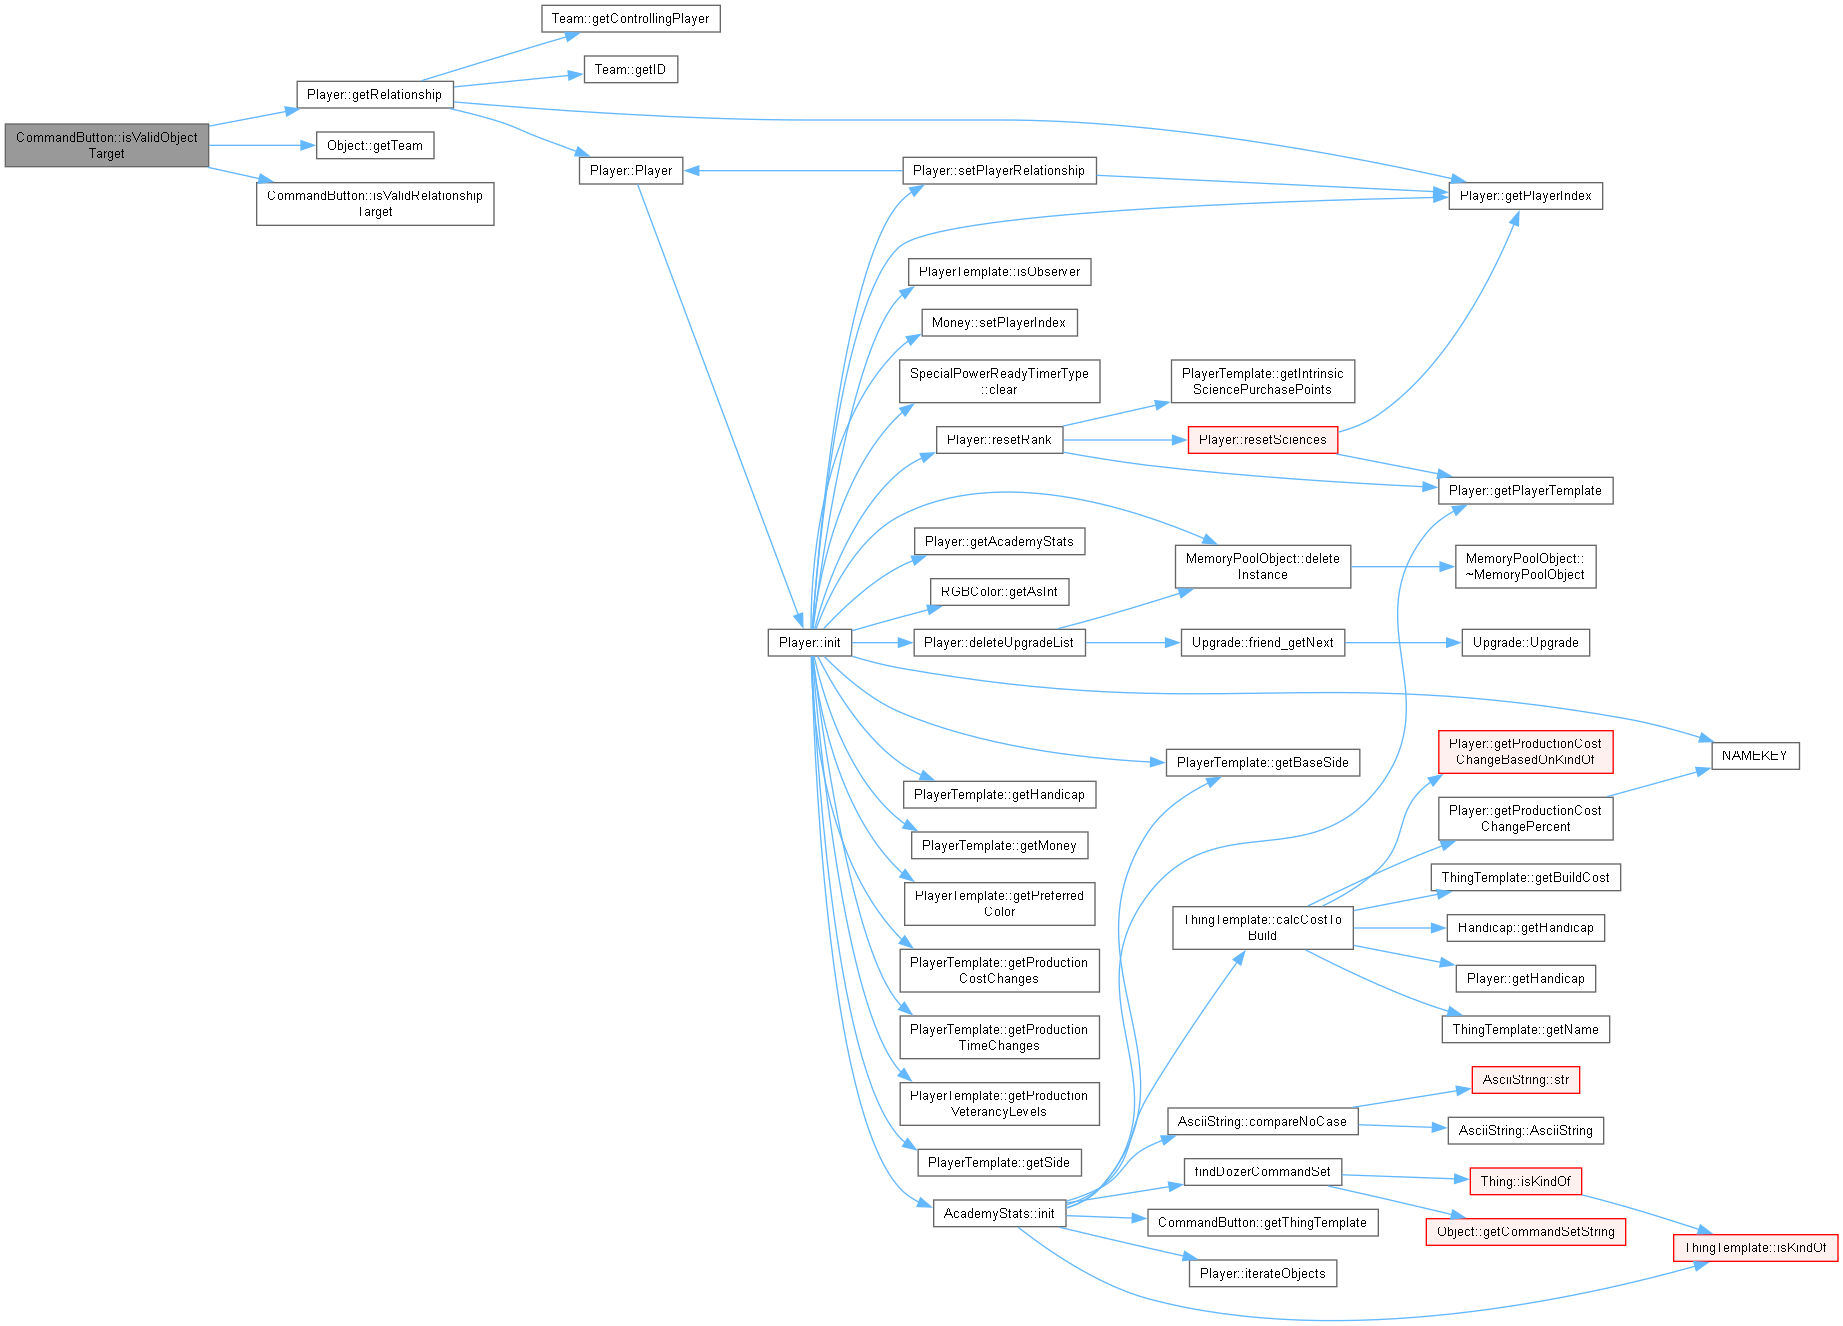 Team::getControllingPlayer
Team::getID
Player::getRelationship
CommandButton::isValidObject
Target
Object::getTeam
CommandButton::isValidRelationship
Target
Player::Player
Player::setPlayerRelationship
Player::getPlayerIndex
PlayerTemplate::isObserver
Money::setPlayerIndex
SpecialPowerReadyTimerType
::clear
PlayerTemplate::getIntrinsic
SciencePurchasePoints
Player::resetRank
Player::resetSciences
Player::getPlayerTemplate
Player::getAcademyStats
MemoryPoolObject::delete
Instance
MemoryPoolObject::
~MemoryPoolObject
RGBColor::getAsInt
Player::init
Player::deleteUpgradeList
Upgrade::friend_getNext
Upgrade::Upgrade
Player::getProductionCost
ChangeBasedOnKindOf
NAMEKEY
PlayerTemplate::getBaseSide
PlayerTemplate::getHandicap
Player::getProductionCost
ChangePercent
PlayerTemplate::getMoney
ThingTemplate::getBuildCost
PlayerTemplate::getPreferred
Color
ThingTemplate::calcCostTo
Build
Handicap::getHandicap
PlayerTemplate::getProduction
CostChanges
Player::getHandicap
PlayerTemplate::getProduction
TimeChanges
ThingTemplate::getName
AsciiString::str
PlayerTemplate::getProduction
VeterancyLevels
AsciiString::compareNoCase
AsciiString::AsciiString
PlayerTemplate::getSide
findDozerCommandSet
Thing::isKindOf
AcademyStats::init
CommandButton::getThingTemplate
Object::getCommandSetString
ThingTemplate::isKindOf
Player::iterateObjects